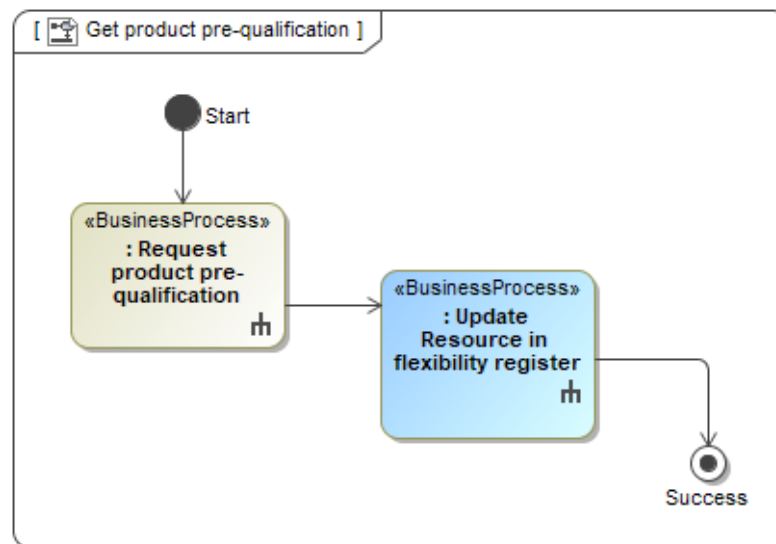 [ Get product pre-qualification ]
Start
«BusinessProcess»
: Request
product pre-
qualification
«BusinessProcess»
: Update
Resource in
flexibility register
Success